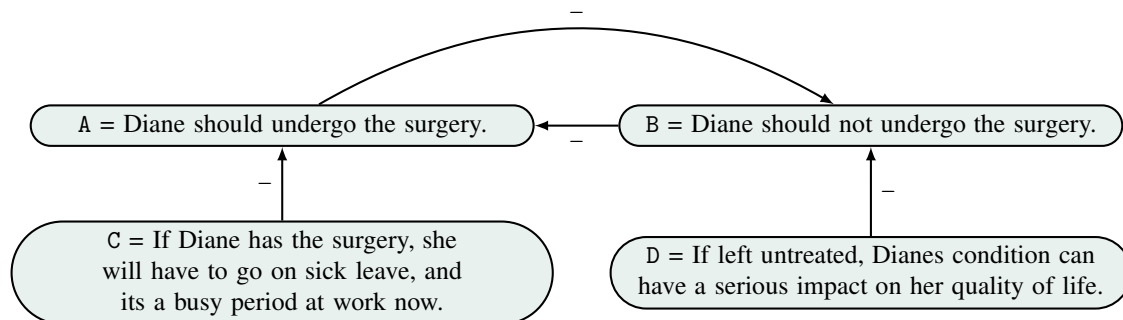 –
A = Diane should undergo the surgery.
B = Diane should not undergo the surgery.
–
–
–
C = If Diane has the surgery, she
will have to go on sick leave, and
its a busy period at work now.
D = If left untreated, Dianes condition can
have a serious impact on her quality of life.